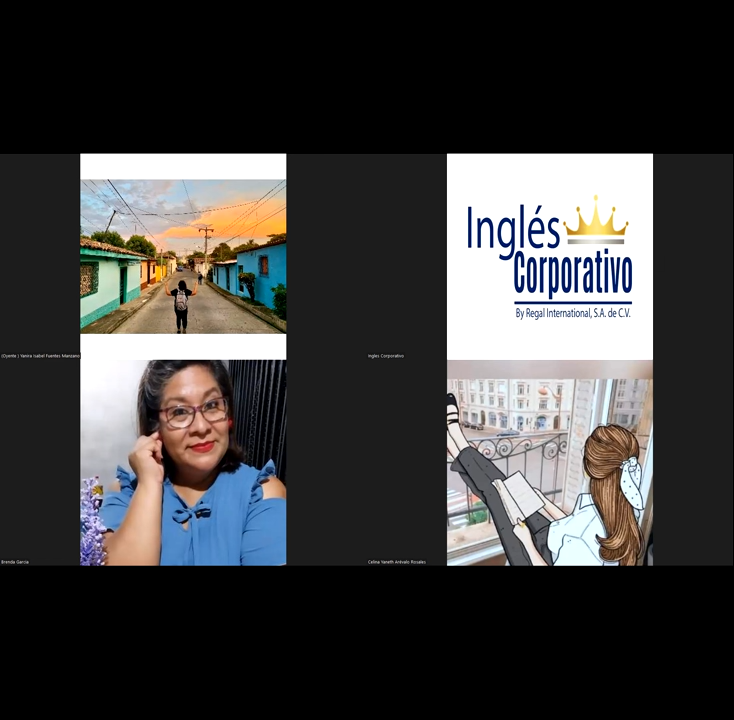 Inglés
Corporativo
By Regal International, S.A. de C.V.
(Oyente ) Yanira Isabel Fuentes Manzano
Ingles Corporativo
Brenda Garcia
Celina Yaneth Arévalo Rosales